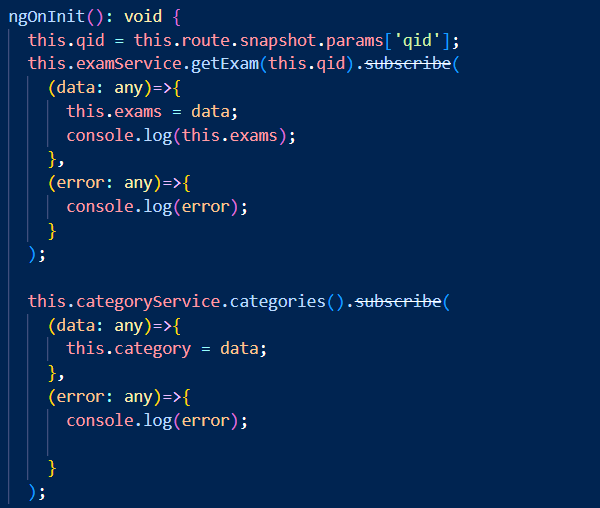 ngOnInit(): void {
this.qid = this.route.snapshot.params['qid'];
this.examService.getExam(this.qid).subscribe(
(data: any)=>{
this.exams = data;
console.log(this.exams);
},
(error: any)=>{
console.log(error);
}
);
this.categoryService.categories().subscribe(
(data: any)=>{
this.category = data;
},
(error: any)=>{
console.log(error);
}
);